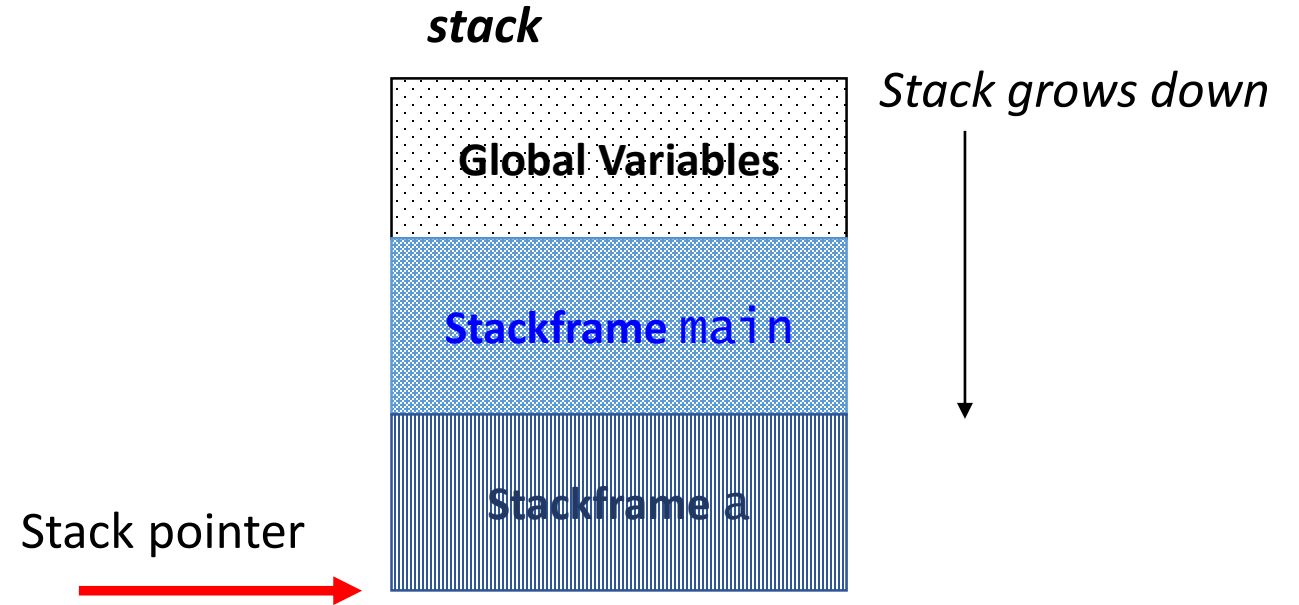 stack
Stack grows down
Global Variables
Stackframe main
Stackframe a
Stack pointer